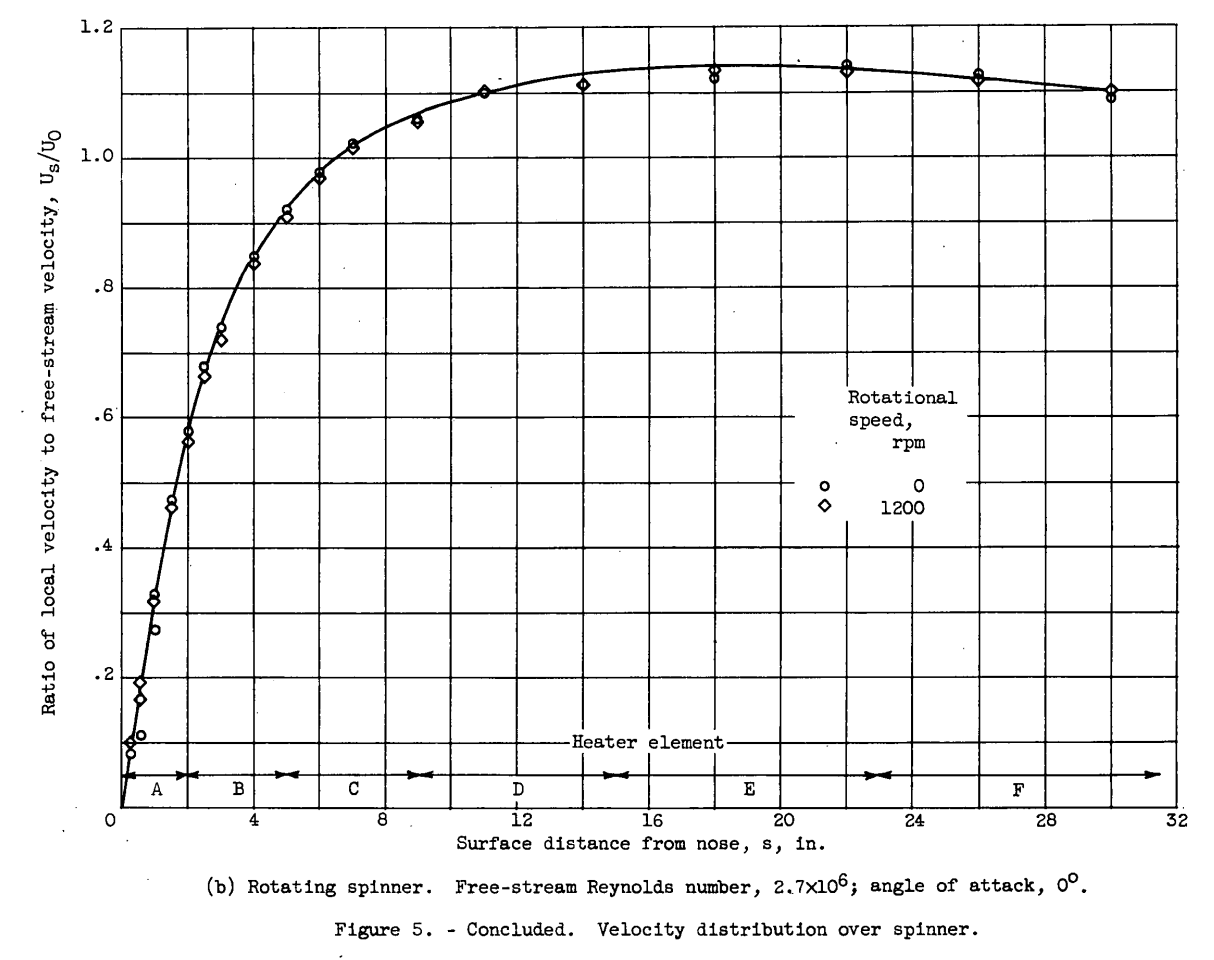 1.2
1.0
.8
.6
.4
.2
0
Ratio of local velocity to free-stream velocity, Us/U0
Rotational
speed,
rpm
0
1200
Heater element
A B C D E F
4 8 12 16 20 24 28 32
Surface distance from nose, s, in.
(b) Rotating spinner. Free-stream Reynolds number, 2.7x10⁶; angle of attack, 0°.
Figure 5. - Concluded. Velocity distribution over spinner.